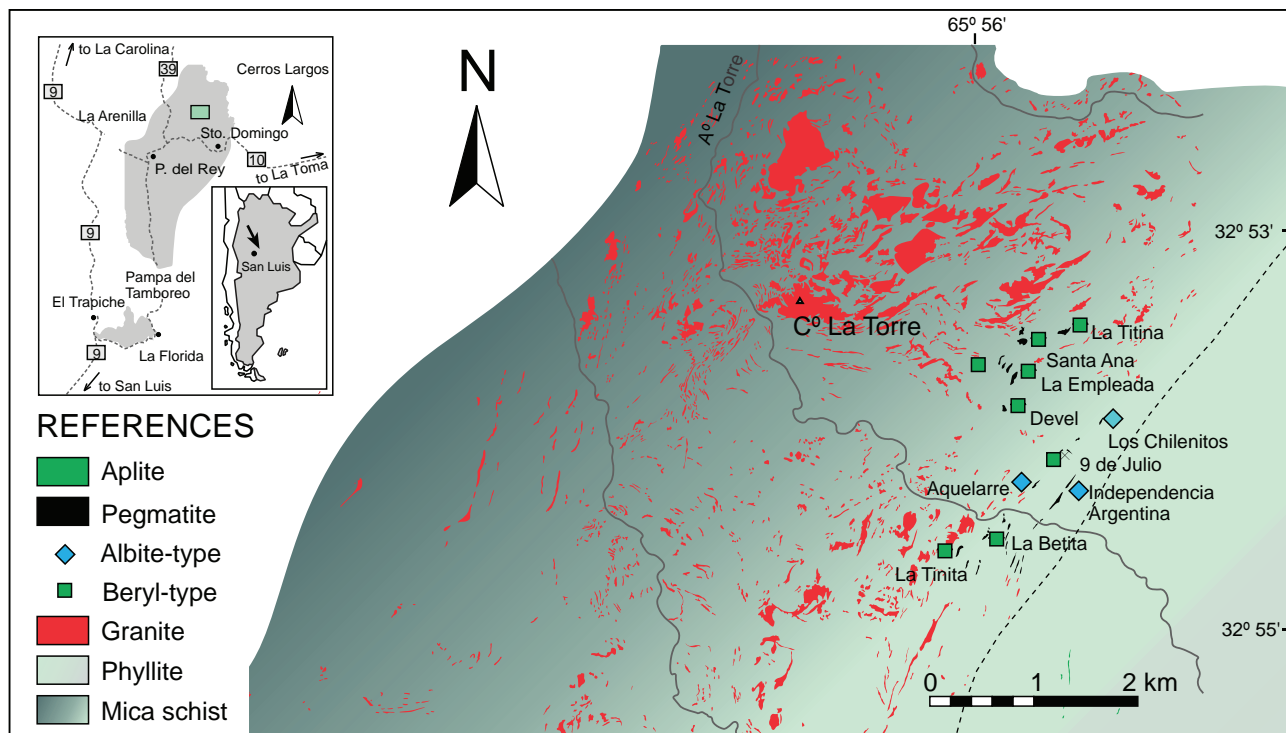 to La Carolina
39
Cerros Largos
9
La Arenilla
Sto. Domingo
P. del Rey
10
to La Toma
9
San Luis
Pampa del
Tamboreo
El Trapiche
La Florida
9
to San Luis
REFERENCES
Aplite
Pegmatite
Albite-type
Beryl-type
Granite
Phyllite
Mica schist
N
65º 56'
Aº La Torre
32º 53'
Cº La Torre
La Titina
Santa Ana
La Empleada
Devel
Los Chilenitos
9 de Julio
Aquelarre
Independencia
Argentina
La Betita
La Tinita
32º 55'
0 1 2 km